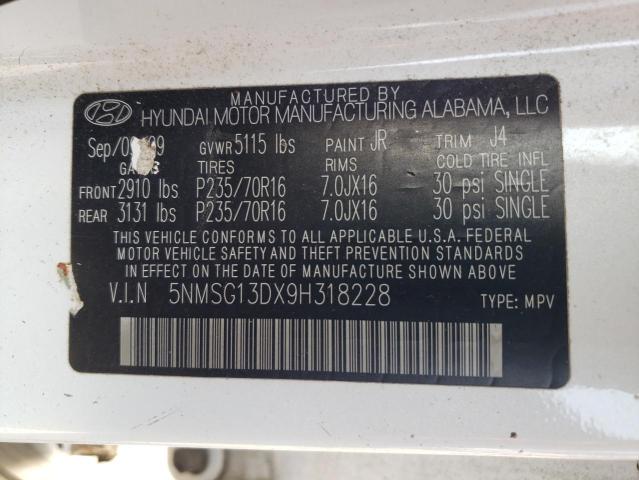 MANUFACTURED BY
HYUNDAI MOTOR MANUFACTURING ALABAMA, LLC
GVWR 5115 lbs PAINT JR TRIM J4
TIRES RIMS COLD TIRE INFL
FRONT 2910 lbs P235/70R16 7.0JX16 30 psi SINGLE
REAR 3131 lbs P235/70R16 7.0JX16 30 psi SINGLE
THIS VEHICLE CONFORMS TO ALL APPLICABLE U.S.A. FEDERAL
MOTOR VEHICLE SAFETY AND THEFT PREVENTION STANDARDS
IN EFFECT ON THE DATE OF MANUFACTURE SHOWN ABOVE.
V.I.N 5NMSG13DX9H318228 TYPE: MPV